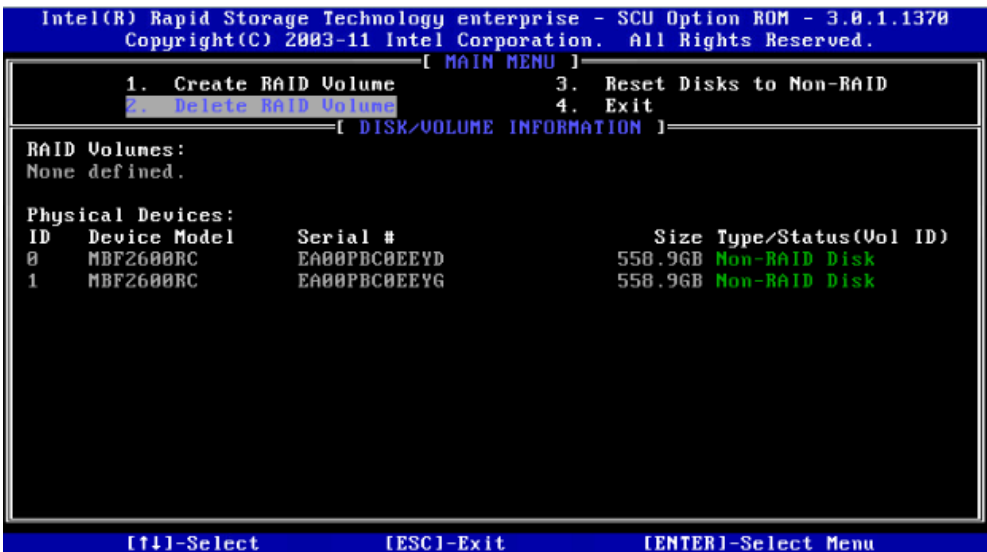 Intel(R) Rapid Storage Technology enterprise - SCU Option ROM - 3.0.1.1370
Copyright(C) 2003-11 Intel Corporation. All Rights Reserved.
[ MAIN MENU ]
1. Create RAID Volume 3. Reset Disks to Non-RAID
2. Delete RAID Volume 4. Exit
[ DISK/VOLUME INFORMATION ]
RAID Volumes:
None defined.
Physical Devices:
ID Device Model Serial # Size Type/Status(Vol ID)
0 MBF2600RC EA00PBC0EEYD 558.9GB Non-RAID Disk
1 MBF2600RC EA00PBC0EEYG 558.9GB Non-RAID Disk
[↑↓]-Select [ESC]-Exit [ENTER]-Select Menu